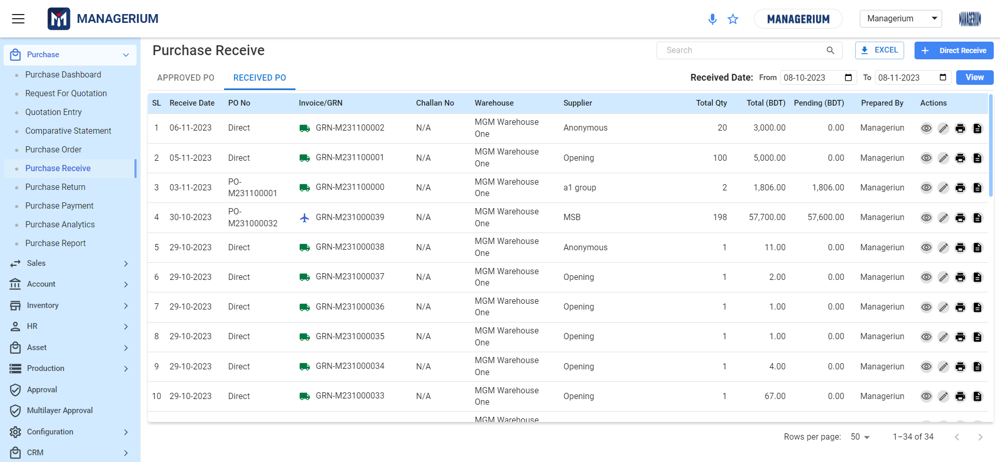 MANAGERIUM
MANAGERIUM
Managerium
MANAGERIUM
Purchase
Purchase Dashboard
Request For Quotation
Quotation Entry
Comparative Statement
Purchase Order
Purchase Receive
Purchase Return
Purchase Payment
Purchase Analytics
Purchase Report
Sales
Account
Inventory
HR
Asset
Production
Approval
Multilayer Approval
Configuration
CRM
Purchase Receive
Search
EXCEL
Direct Receive
APPROVED PO RECEIVED PO
Received Date: From 08-10-2023 To 08-11-2023 View
SL Receive Date PO No Invoice/GRN Challan No Warehouse Supplier Total Qty Total (BDT) Pending (BDT) Prepared By Actions
1 06-11-2023 Direct GRN-M231100002 N/A MGM Warehouse One Anonymous 20 3,000.00 0.00 Manageriun
2 05-11-2023 Direct GRN-M231100001 N/A MGM Warehouse One Opening 100 5,000.00 0.00 Manageriun
3 03-11-2023 PO-M231100001 GRN-M231100000 N/A MGM Warehouse One a1 group 2 1,806.00 1,806.00 Manageriun
4 30-10-2023 PO-M231000032 GRN-M231000039 N/A MGM Warehouse One MSB 198 57,700.00 57,600.00 Manageriun
5 29-10-2023 Direct GRN-M231000038 N/A MGM Warehouse One Anonymous 1 11.00 0.00 Manageriun
6 29-10-2023 Direct GRN-M231000037 N/A MGM Warehouse One Opening 1 2.00 0.00 Manageriun
7 29-10-2023 Direct GRN-M231000036 N/A MGM Warehouse One Opening 1 1.00 0.00 Manageriun
8 29-10-2023 Direct GRN-M231000035 N/A MGM Warehouse One Opening 1 1.00 0.00 Manageriun
9 29-10-2023 Direct GRN-M231000034 N/A MGM Warehouse One Opening 1 4.00 0.00 Manageriun
10 29-10-2023 Direct GRN-M231000033 N/A MGM Warehouse One Opening 1 67.00 0.00 Manageriun
MGM Warehouse
Rows per page: 50 1–34 of 34